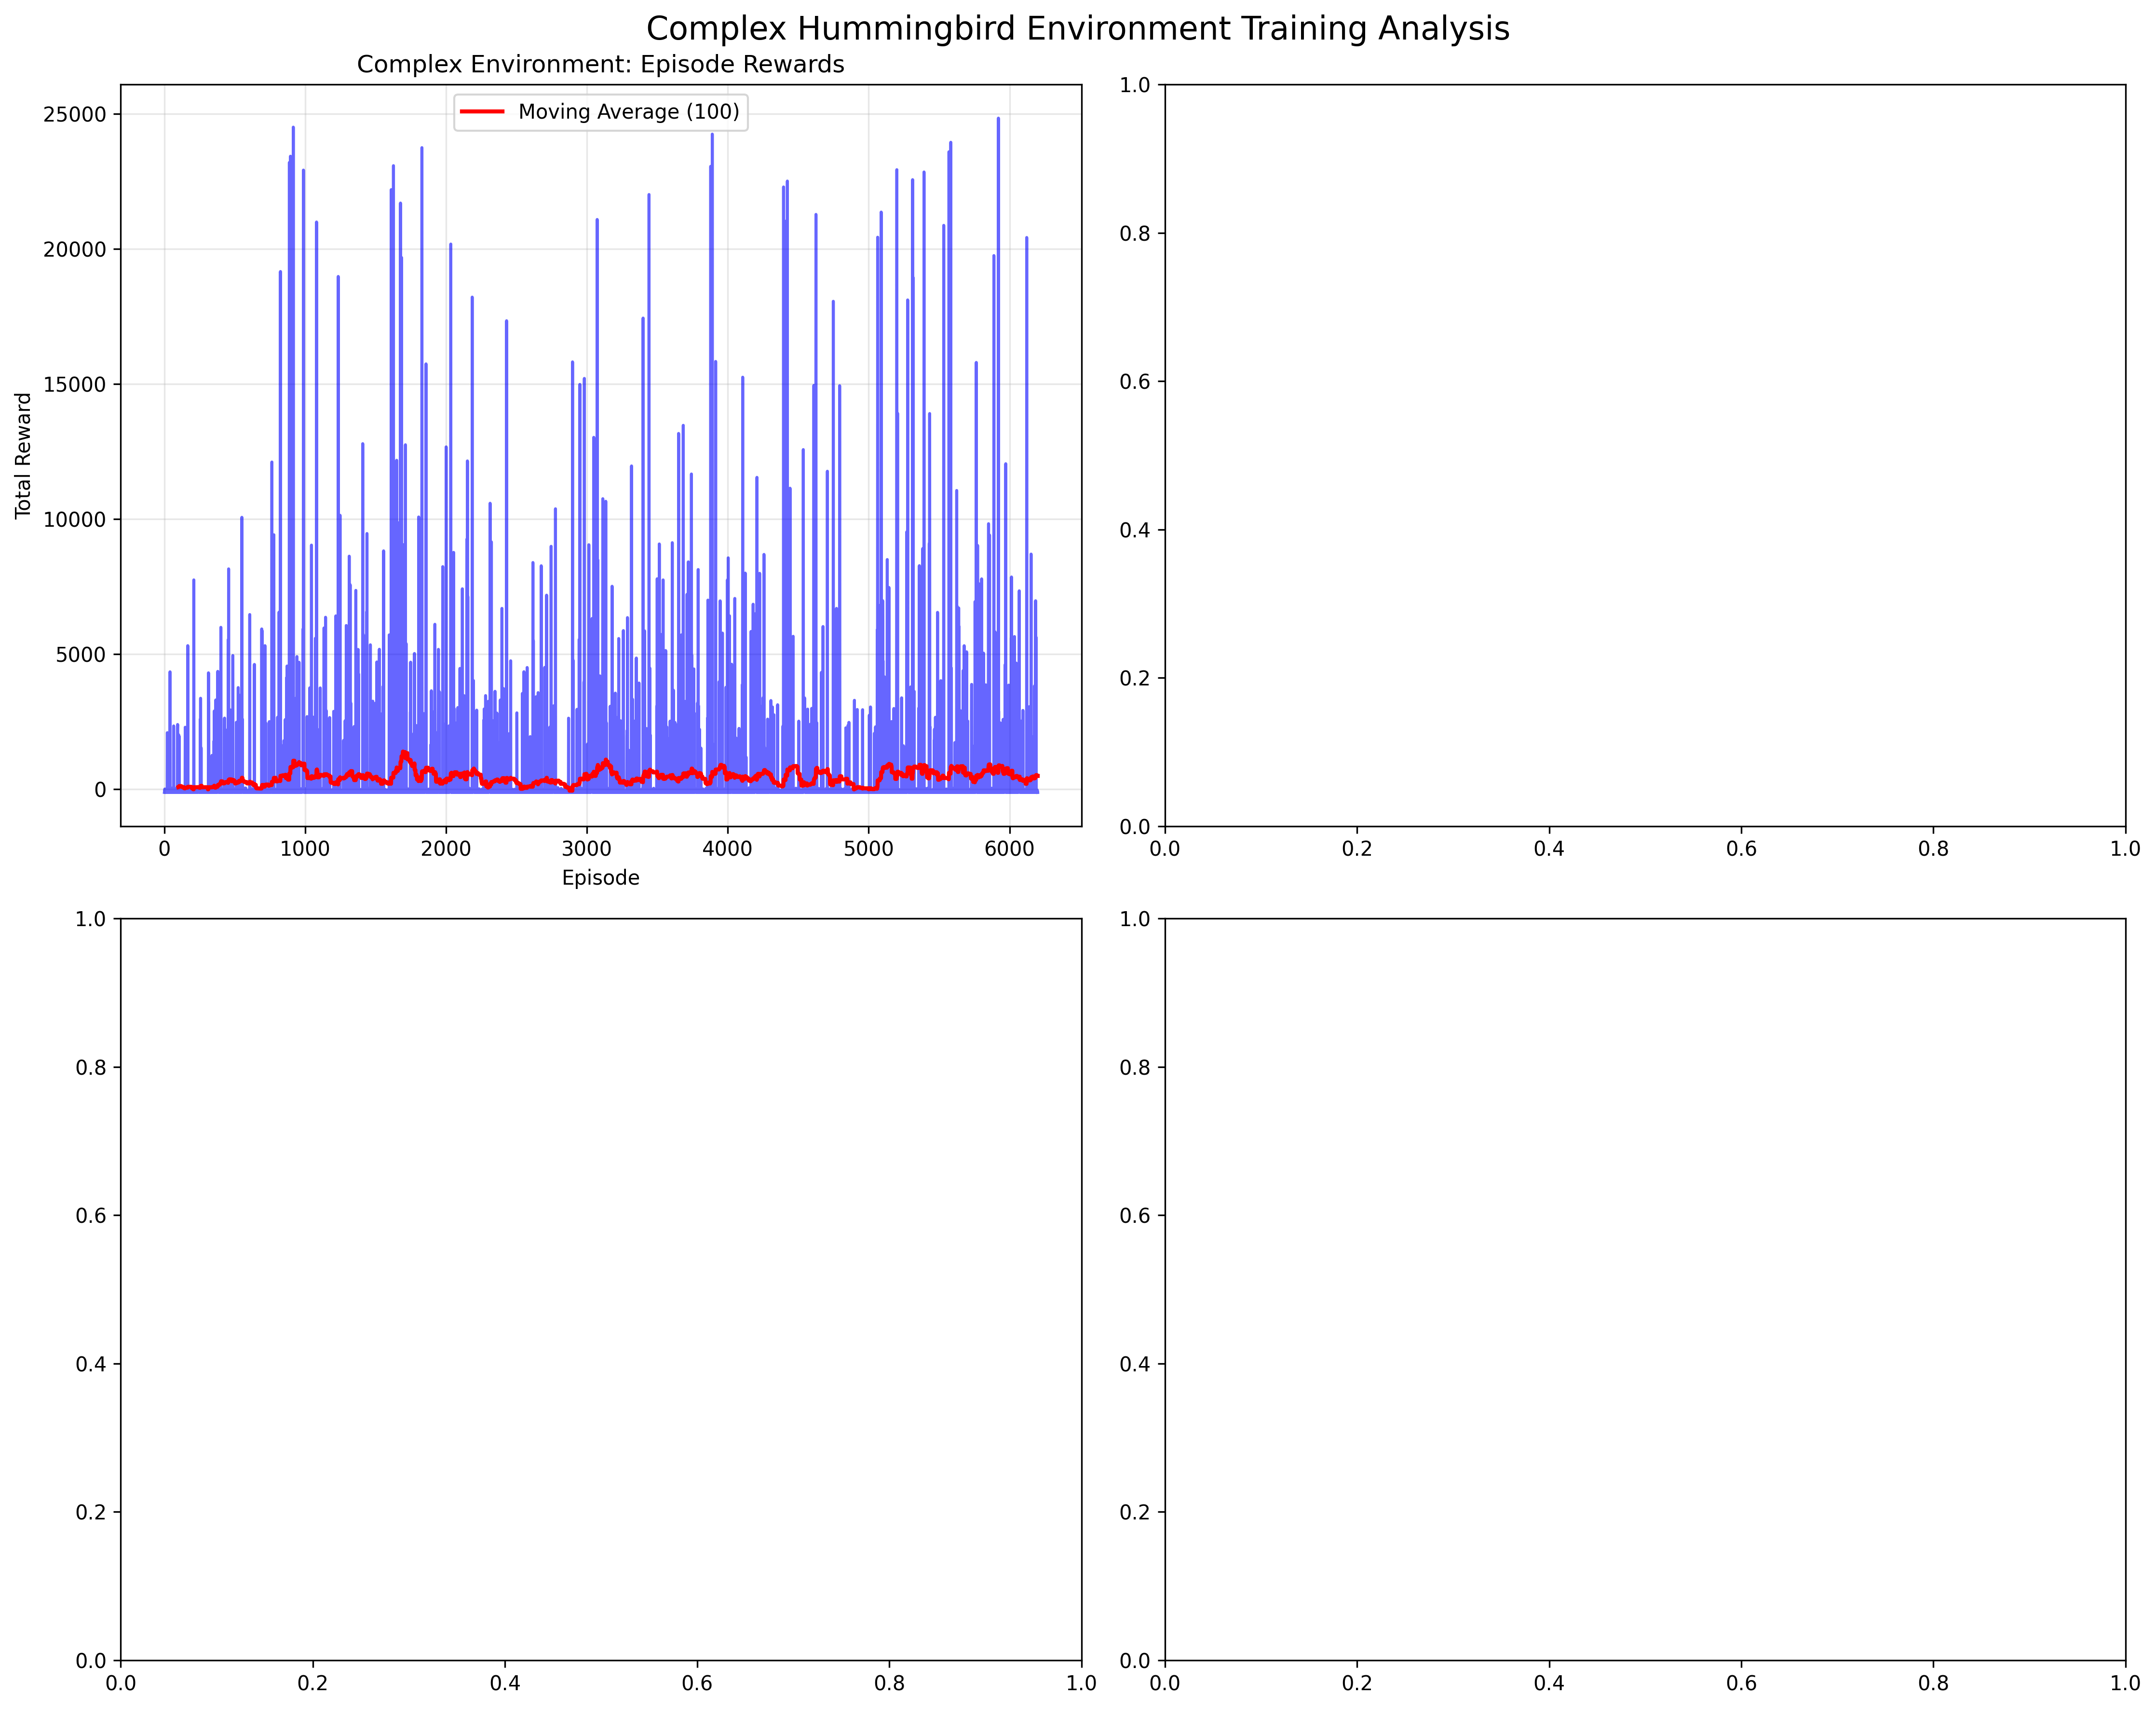 Complex Hummingbird Environment Training Analysis
Complex Environment: Episode Rewards
Moving Average (100)
Total Reward
25000
20000
15000
10000
5000
0
0 1000 2000 3000 4000 5000 6000
Episode
1.0
0.8
0.6
0.4
0.2
0.0
0.0 0.2 0.4 0.6 0.8 1.0
1.0
0.8
0.6
0.4
0.2
0.0
0.0 0.2 0.4 0.6 0.8 1.0
1.0
0.8
0.6
0.4
0.2
0.0
0.0 0.2 0.4 0.6 0.8 1.0